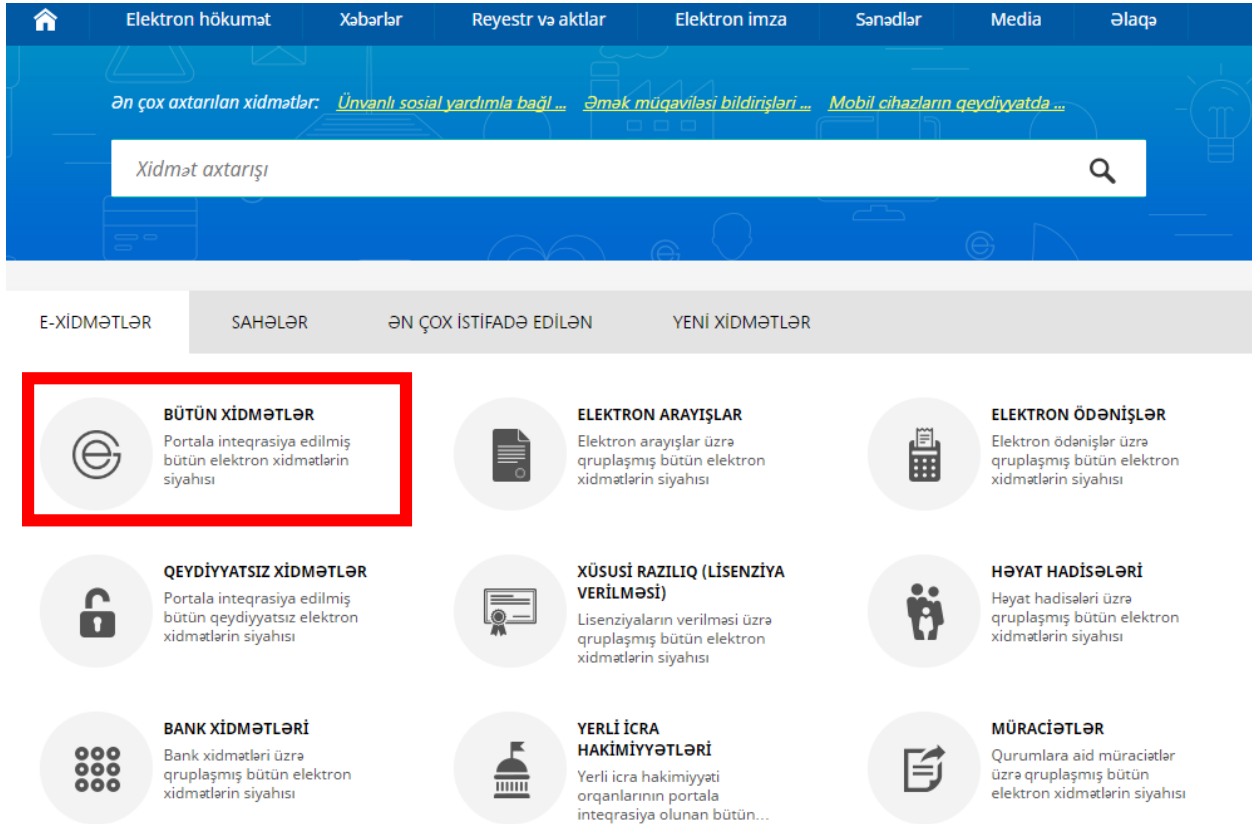 Elektron hökumət Xəbərlər Reyestr və aktlar Elektron imza Sənədlər Media Əlaqə
Ən çox axtarılan xidmətlər: Ünvanlı sosial yardımla bağl ... Əmək müqaviləsi bildirişləri ... Mobil cihazların qeydiyyatda ...
Xidmət axtarışı
E-XİDMƏTLƏR SAHƏLƏR ƏN ÇOX İSTİFADƏ EDİLƏN YENİ XİDMƏTLƏR
BÜTÜN XİDMƏTLƏR
Portala inteqrasiya edilmiş
bütün elektron xidmətlərin
siyahısı
ELEKTRON ARAYIŞLAR
Elektron arayışlar üzrə
qruplaşmış bütün elektron
xidmətlərin siyahısı
ELEKTRON ÖDƏNİŞLƏR
Elektron ödənişlər üzrə
qruplaşmış bütün elektron
xidmətlərin siyahısı
QEYDİYYATSIZ XİDMƏTLƏR
Portala inteqrasiya edilmiş
bütün qeydiyyatsız elektron
xidmətlərin siyahısı
XÜSUSİ RAZILIQ (LİSENZİYA
VERİLMƏSİ)
Lisenziyaların verilməsi üzrə
qruplaşmış bütün elektron
xidmətlərin siyahısı
HƏYAT HADİSƏLƏRİ
Həyat hadisələri üzrə
qruplaşmış bütün elektron
xidmətlərin siyahısı
BANK XİDMƏTLƏRİ
Bank xidmətləri üzrə
qruplaşmış bütün elektron
xidmətlərin siyahısı
YERLİ İCRA
HAKİMİYYƏTLƏRİ
Yerli icra hakimiyyəti
orqanlarının portala
inteqrasiya olunan bütün...
MÜRACİƏTLƏR
Qurumlara aid müraciətlər
üzrə qruplaşmış bütün
elektron xidmətlərin siyahısı